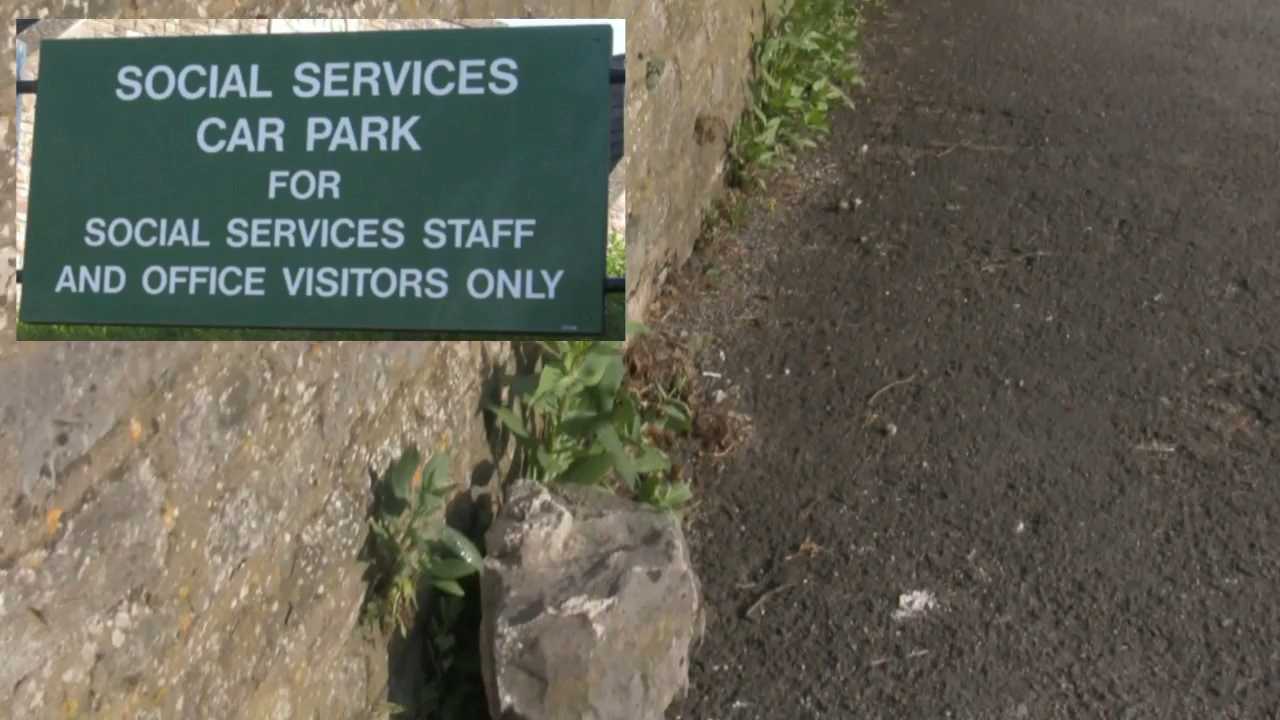 SOCIAL SERVICES
CAR PARK
FOR
SOCIAL SERVICES STAFF
AND OFFICE VISITORS ONLY